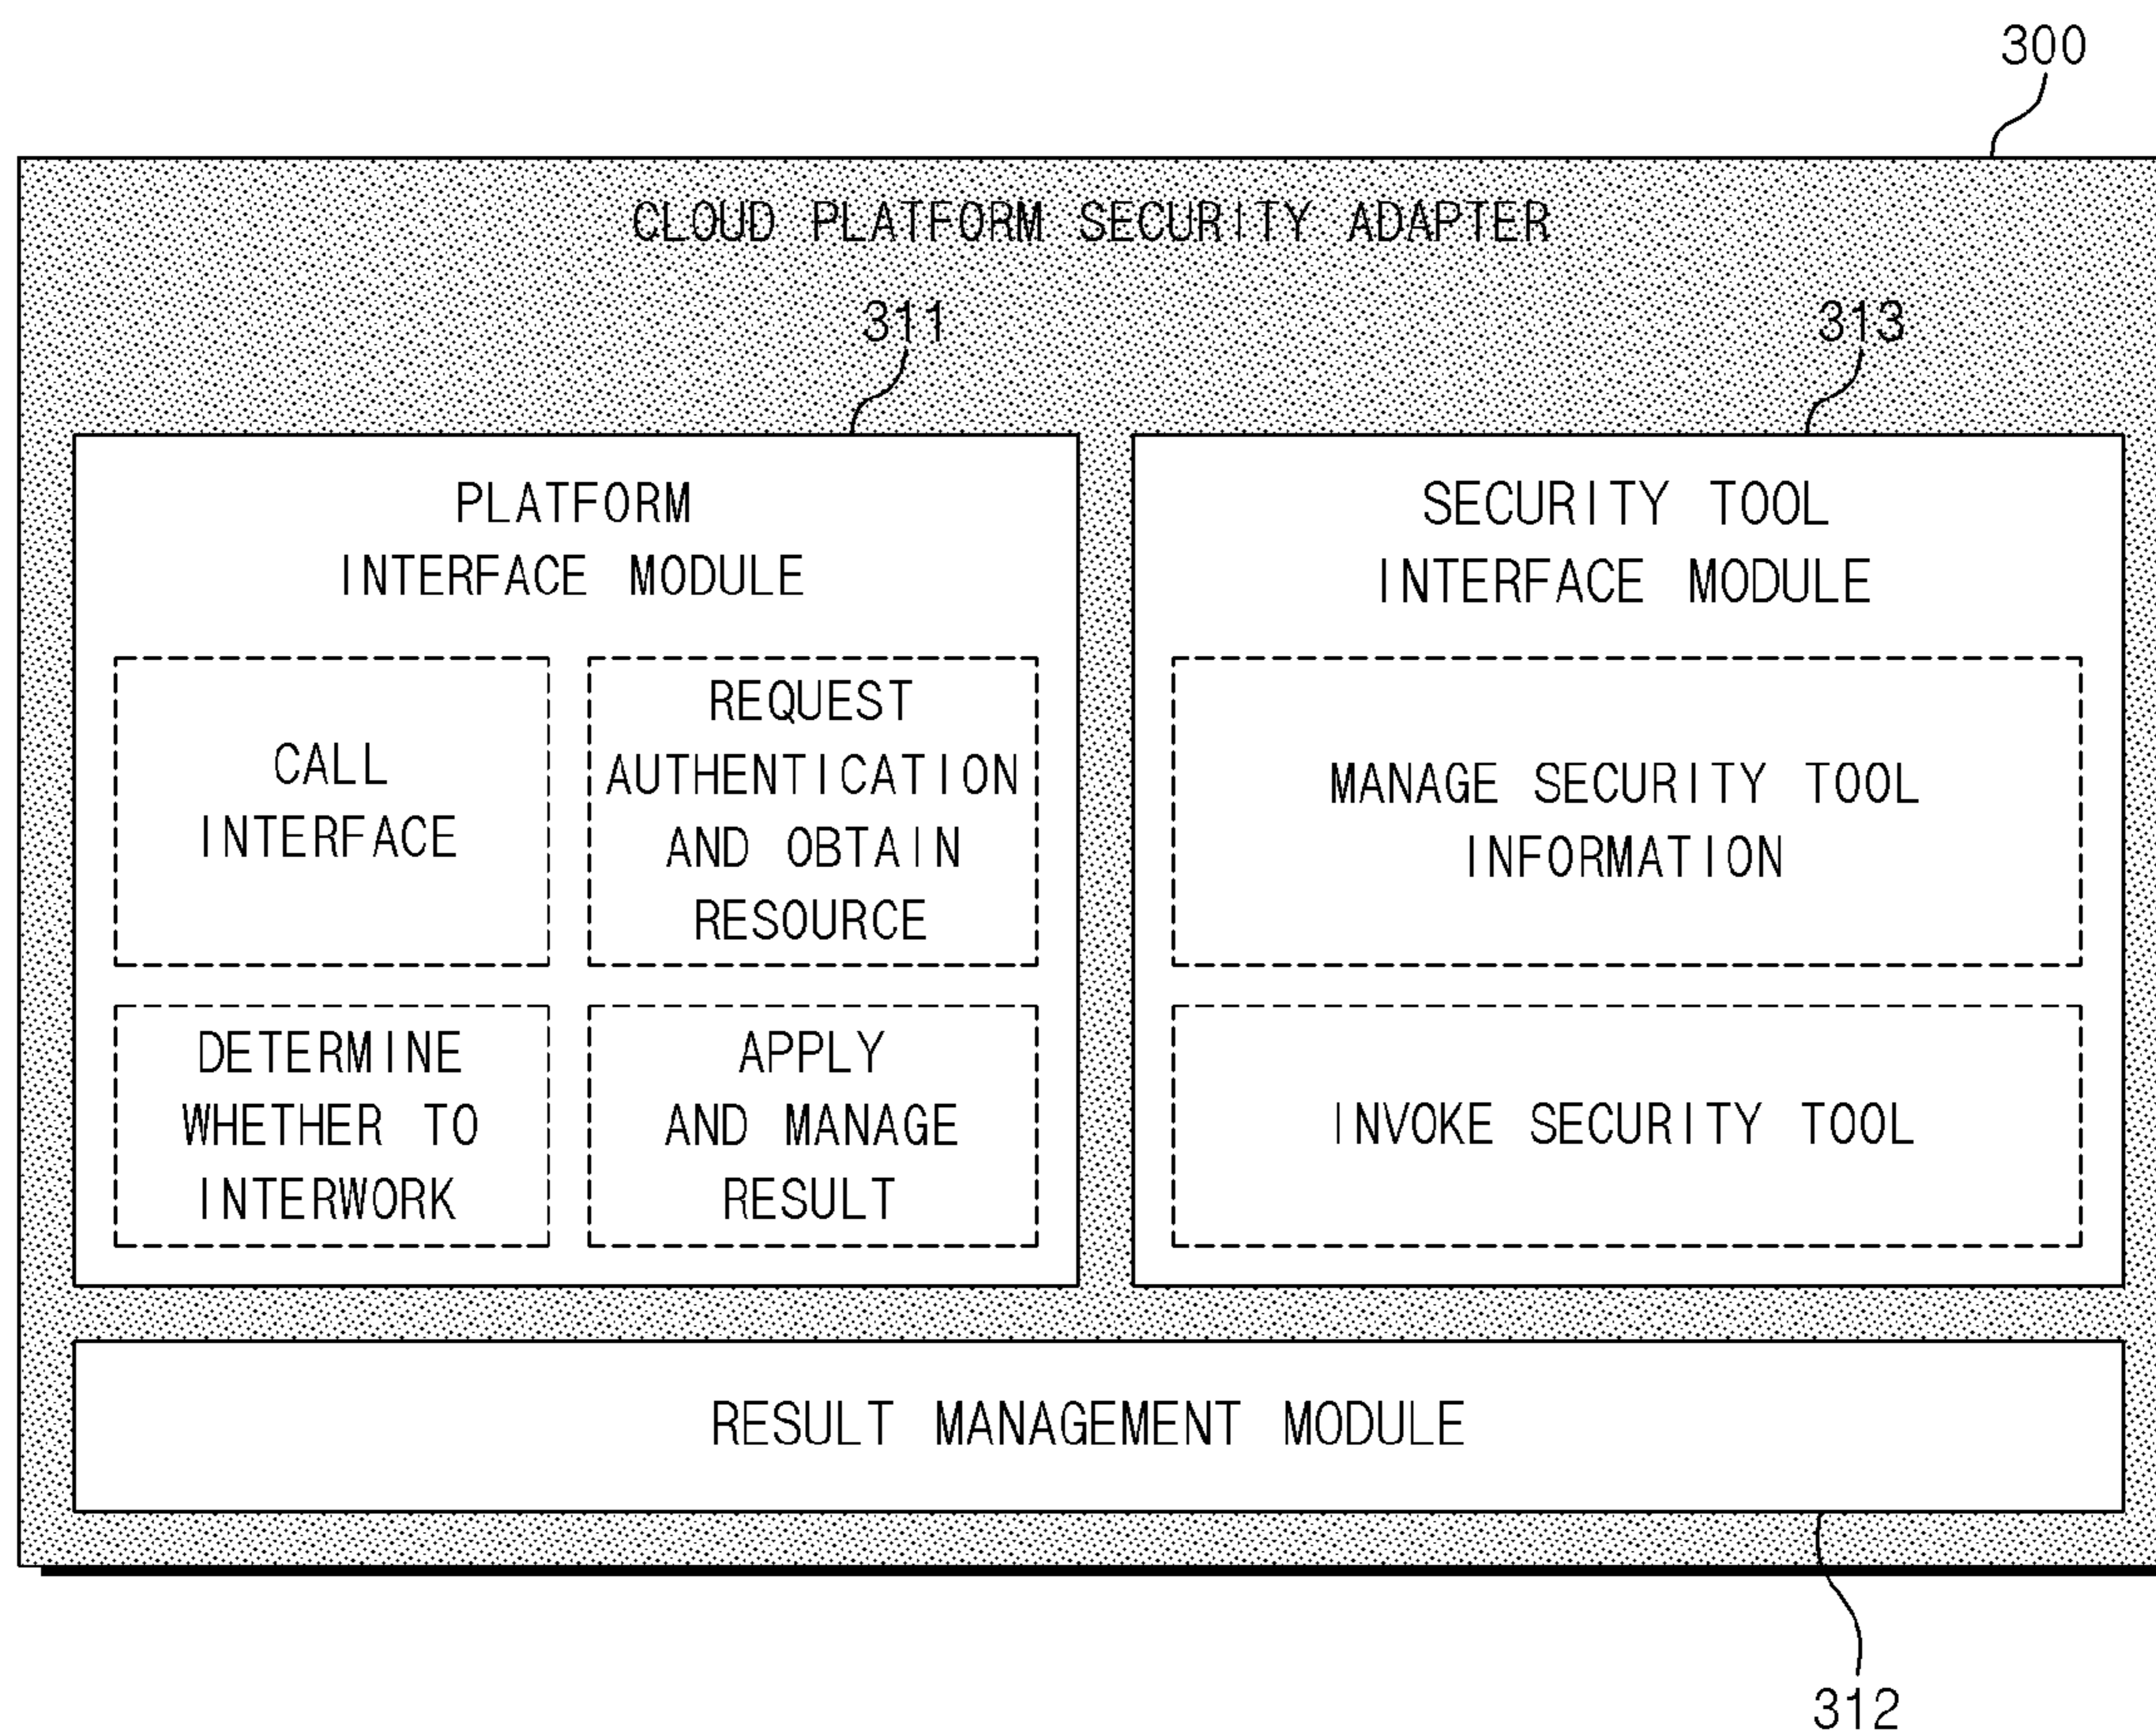 300
CLOUD PLATFORM SECURITY ADAPTER
311
313
PLATFORM
INTERFACE MODULE
CALL
INTERFACE
REQUEST
AUTHENTICATION
AND OBTAIN
RESOURCE
DETERMINE
WHETHER TO
INTERWORK
APPLY
AND MANAGE
RESULT
SECURITY TOOL
INTERFACE MODULE
MANAGE SECURITY TOOL
INFORMATION
INVOKE SECURITY TOOL
RESULT MANAGEMENT MODULE
312